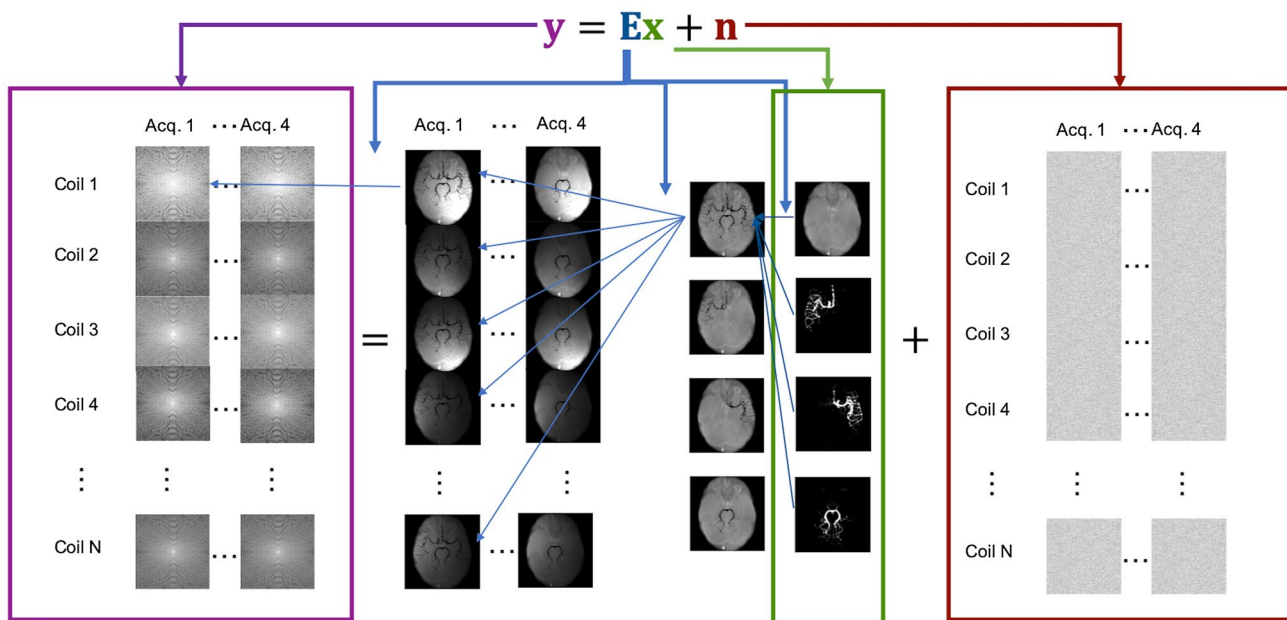 y = Ex + n
Acq. 1 ... Acq. 4
Coil 1 ...
Coil 2 ...
Coil 3 ...
Coil 4 ...
⋮ ⋮ ⋮
Coil N ...
=
Acq. 1 ... Acq. 4
...
...
...
...
⋮ ⋮
...
+
Acq. 1 ... Acq. 4
Coil 1 ...
Coil 2 ...
Coil 3 ...
Coil 4 ...
⋮ ⋮ ⋮
Coil N ...